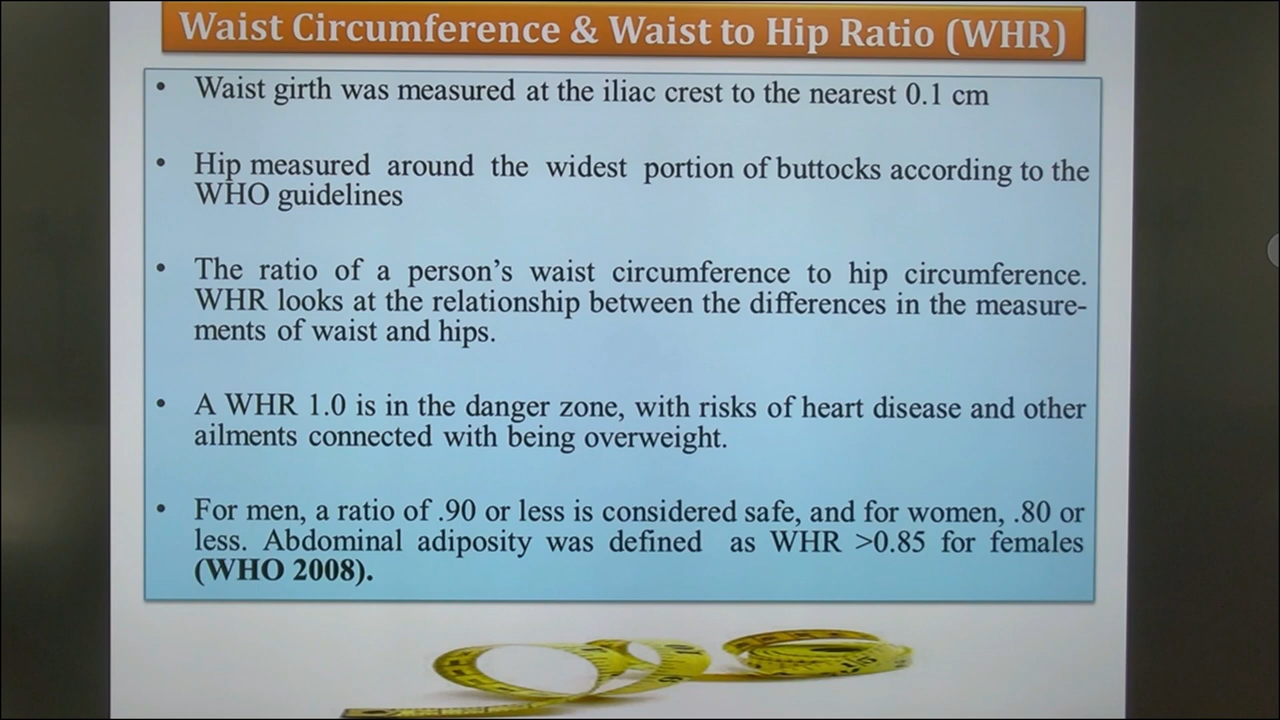 Waist Circumference & Waist to Hip Ratio (WHR)
• Waist girth was measured at the iliac crest to the nearest 0.1 cm
• Hip measured around the widest portion of buttocks according to the
WHO guidelines
• The ratio of a person’s waist circumference to hip circumference.
WHR looks at the relationship between the differences in the measure-
ments of waist and hips.
• A WHR 1.0 is in the danger zone, with risks of heart disease and other
ailments connected with being overweight.
• For men, a ratio of .90 or less is considered safe, and for women, .80 or
less. Abdominal adiposity was defined as WHR >0.85 for females
(WHO 2008).